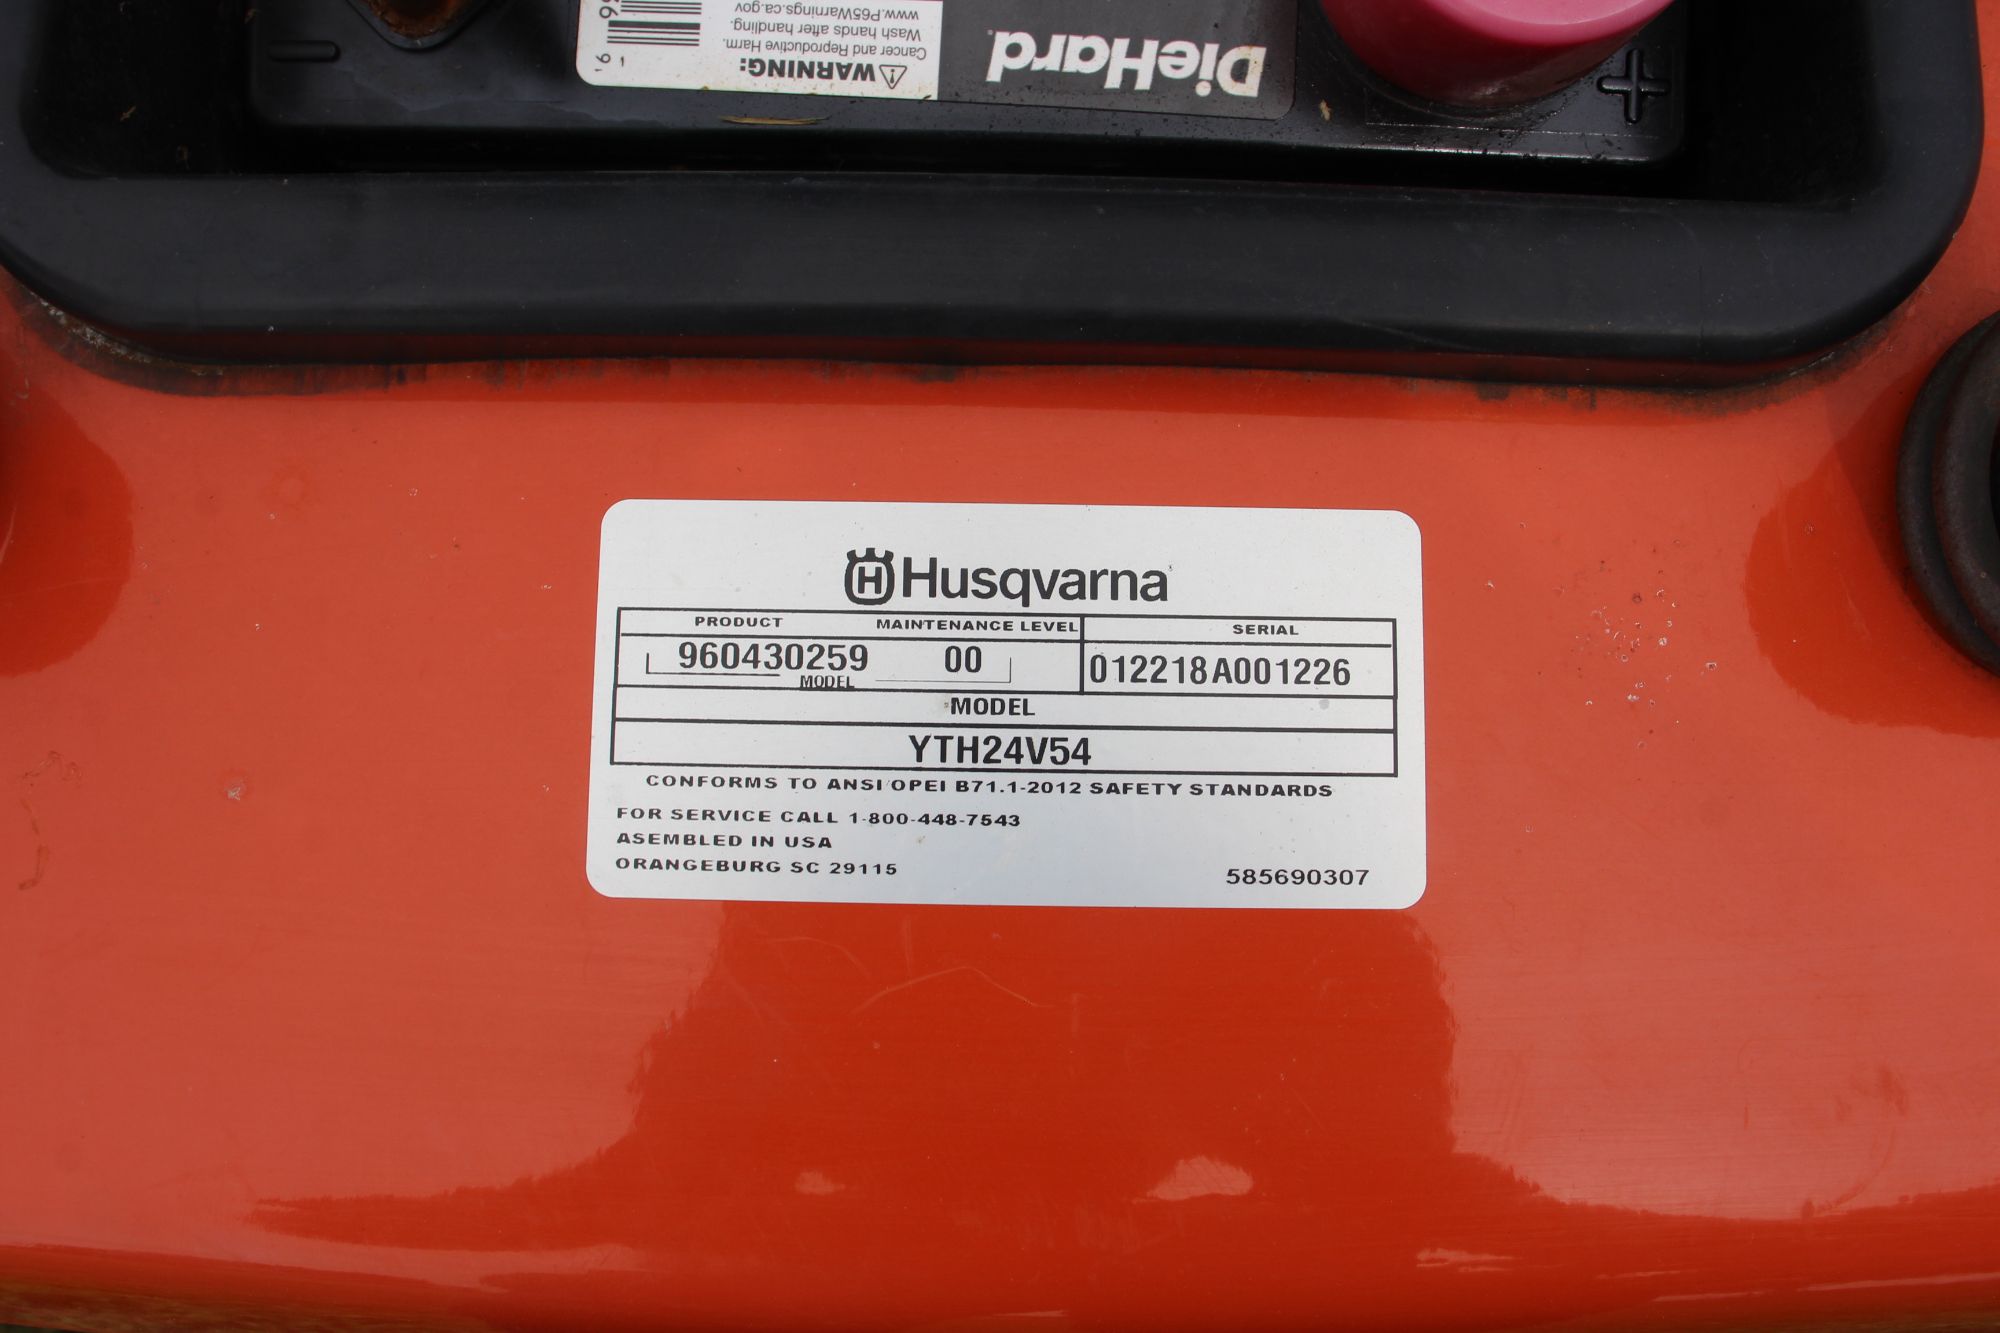 DieHard
⚠ WARNING:
Cancer and Reproductive Harm.
Wash hands after handling.
www.P65Warnings.ca.gov
Husqvarna
PRODUCT MAINTENANCE LEVEL SERIAL
960430259 00 012218A001226
MODEL
MODEL
YTH24V54
CONFORMS TO ANSI/OPEI B71.1-2012 SAFETY STANDARDS
FOR SERVICE CALL 1-800-448-7543
ASEMBLED IN USA
ORANGEBURG SC 29115
585690307